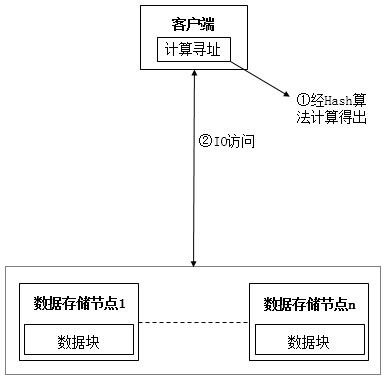 客户端
计算寻址
①经Hash算
法计算得出
②IO访问
数据存储节点1
数据块
数据存储节点n
数据块